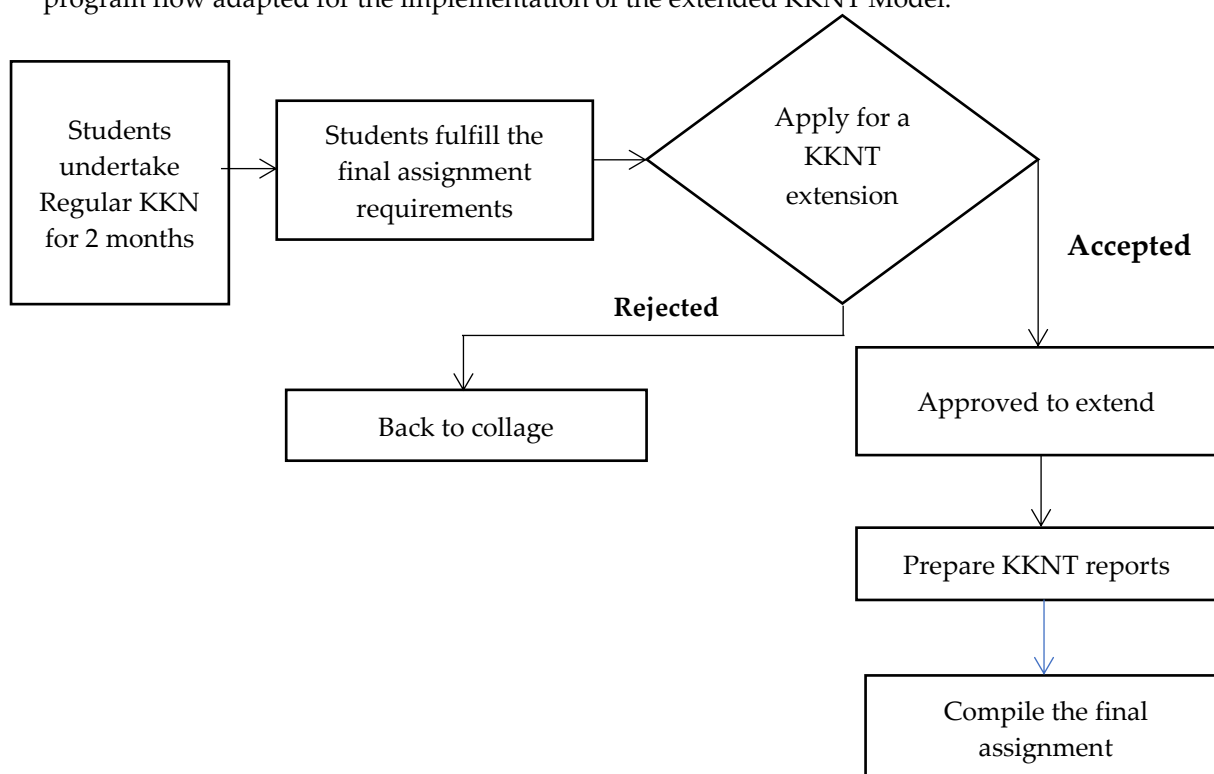 program now adapted for the implementation of the extended KKNT Model.
Students
undertake
Regular KKN
for 2 months
Students fulfill the
final assignment
requirements
Apply for a
KKNT
extension
Accepted
Rejected
Back to collage
Approved to extend
Prepare KKNT reports
Compile the final
assignment